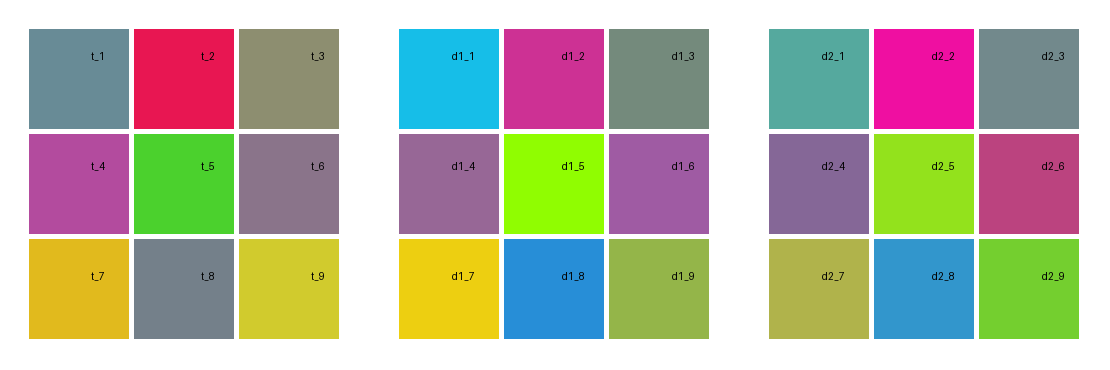 t_1 t_2 t_3 d1_1 d1_2 d1_3 d2_1 d2_2 d2_3
t_4 t_5 t_6 d1_4 d1_5 d1_6 d2_4 d2_5 d2_6
t_7 t_8 t_9 d1_7 d1_8 d1_9 d2_7 d2_8 d2_9